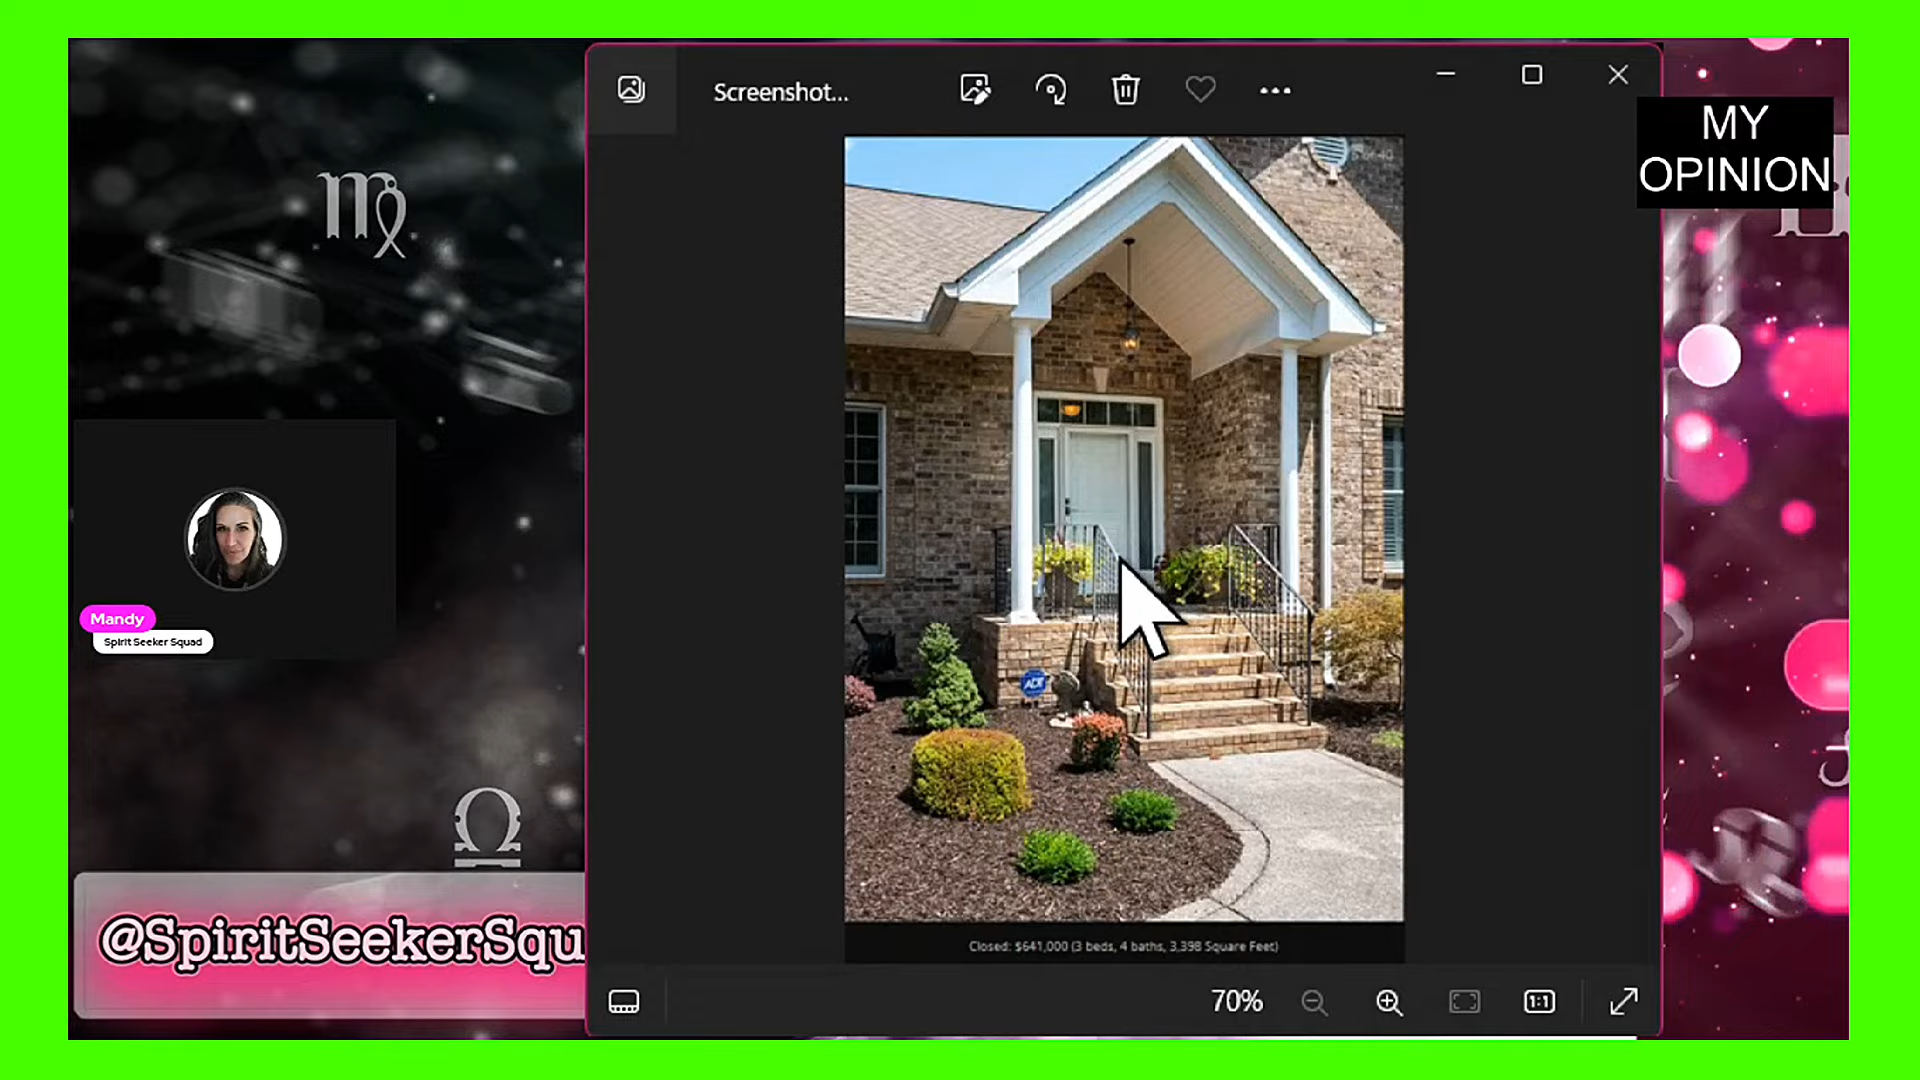 Screenshot...
MY
OPINION
ADT
Mandy
Spirit Seeker Squad
@SpiritSeekerSqu
Closed: $641,000 (3 beds, 4 baths, 3,398 Square Feet)
70%
1:1